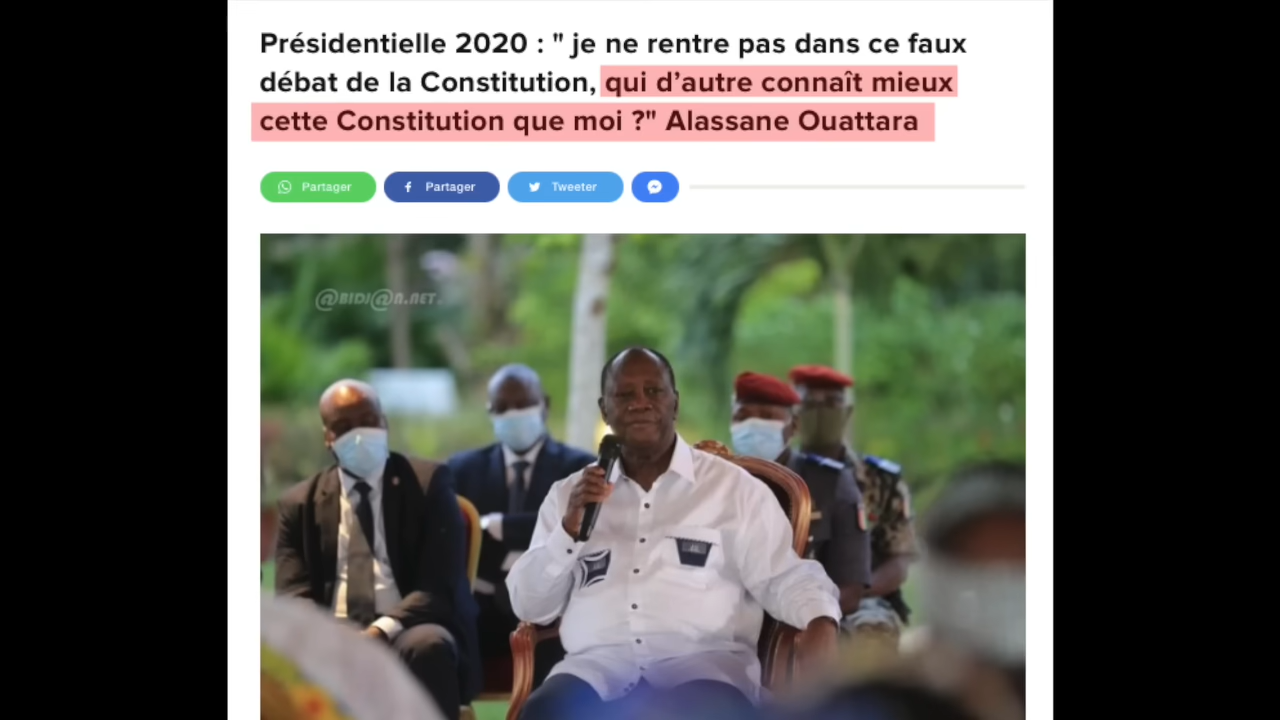 Présidentielle 2020 : " je ne rentre pas dans ce faux
débat de la Constitution, qui d’autre connaît mieux
cette Constitution que moi ?" Alassane Ouattara
Partager
Partager
Tweeter
@BIDJ@N.NET